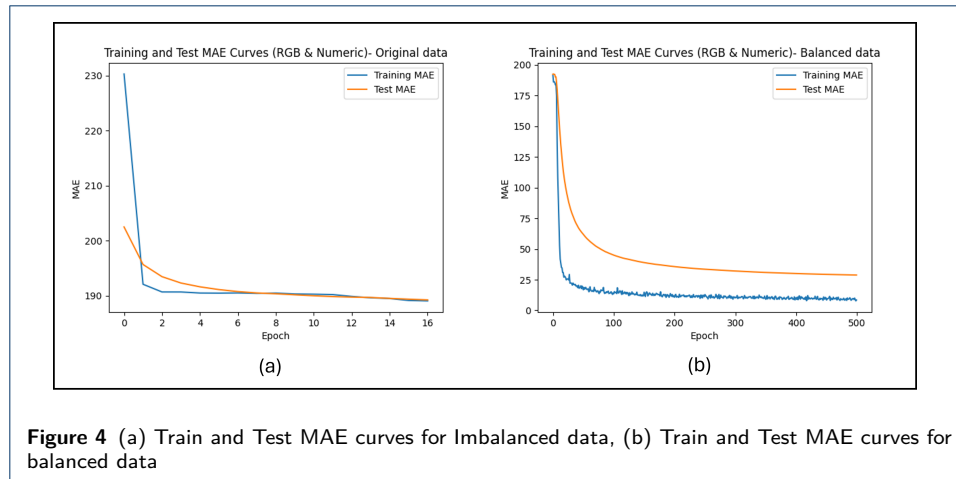 Training and Test MAE Curves (RGB & Numeric)- Original data
Training MAE
Test MAE
230
220
210
200
190
MAE
0
2
4
6
8
10
12
14
16
Epoch
(a)
Training and Test MAE Curves (RGB & Numeric)- Balanced data
Training MAE
Test MAE
200
175
150
125
100
75
50
25
0
MAE
0
100
200
300
400
500
Epoch
(b)
Figure 4 (a) Train and Test MAE curves for Imbalanced data, (b) Train and Test MAE curves for
balanced data